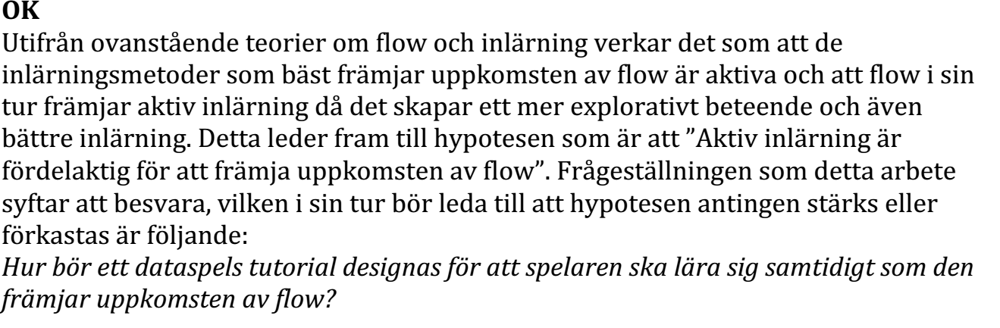 OK
Utifrån ovanstående teorier om flow och inlärning verkar det som att de
inlärningsmetoder som bäst främjar uppkomsten av flow är aktiva och att flow i sin
tur främjar aktiv inlärning då det skapar ett mer explorativt beteende och även
bättre inlärning. Detta leder fram till hypotesen som är att ”Aktiv inlärning är
fördelaktig för att främja uppkomsten av flow”. Frågeställningen som detta arbete
syftar att besvara, vilken i sin tur bör leda till att hypotesen antingen stärks eller
förkastas är följande:
Hur bör ett dataspels tutorial designas för att spelaren ska lära sig samtidigt som den
främjar uppkomsten av flow?